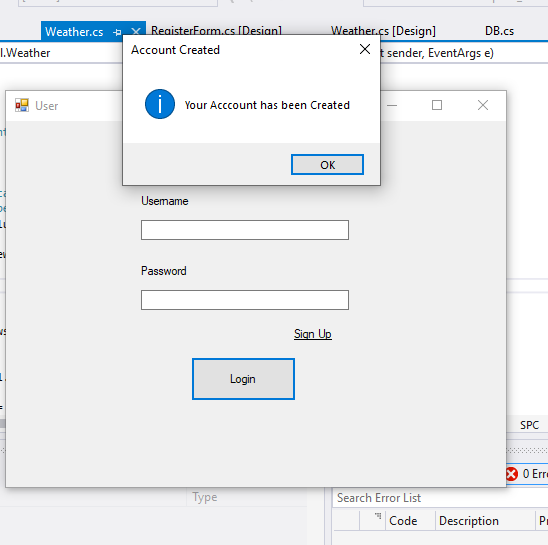 Weather.cs
RegisterForm.cs [Design]
Weather.cs [Design]
DB.cs
l.Weather
t sender, EventArgs e)
Account Created
Your Acccount has been Created
OK
User
Username
Password
Sign Up
Login
SPC
Type
0 Erro
Search Error List
Code
Description